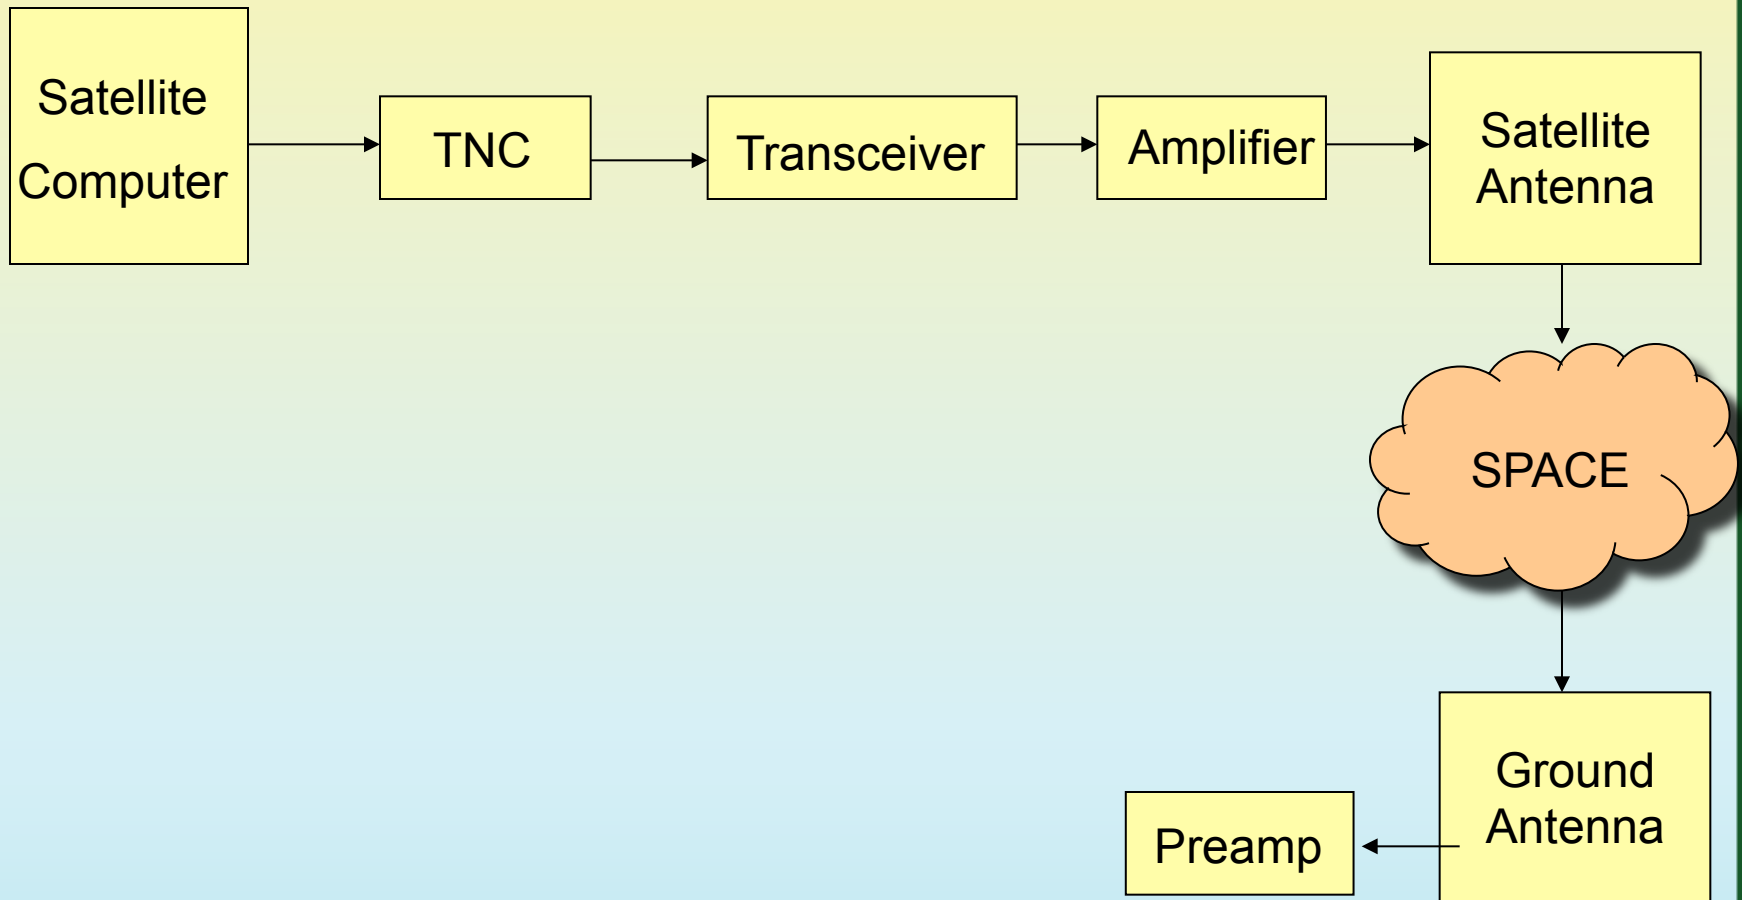 Satellite
Computer
TNC
Transceiver
Amplifier
Satellite
Antenna
SPACE
Ground
Antenna
Preamp